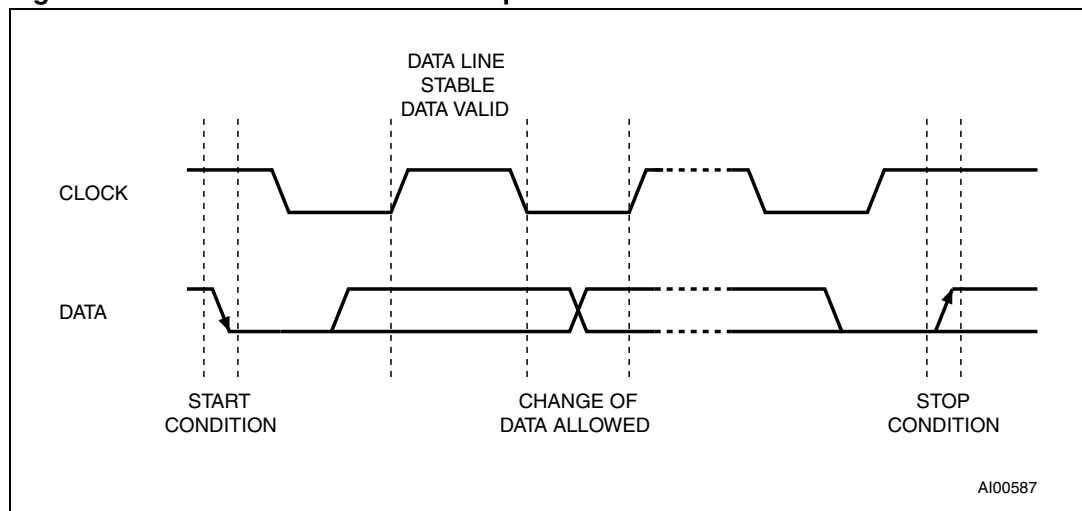 DATA LINE
STABLE
DATA VALID
CLOCK
DATA
START
CONDITION
CHANGE OF
DATA ALLOWED
STOP
CONDITION
AI00587